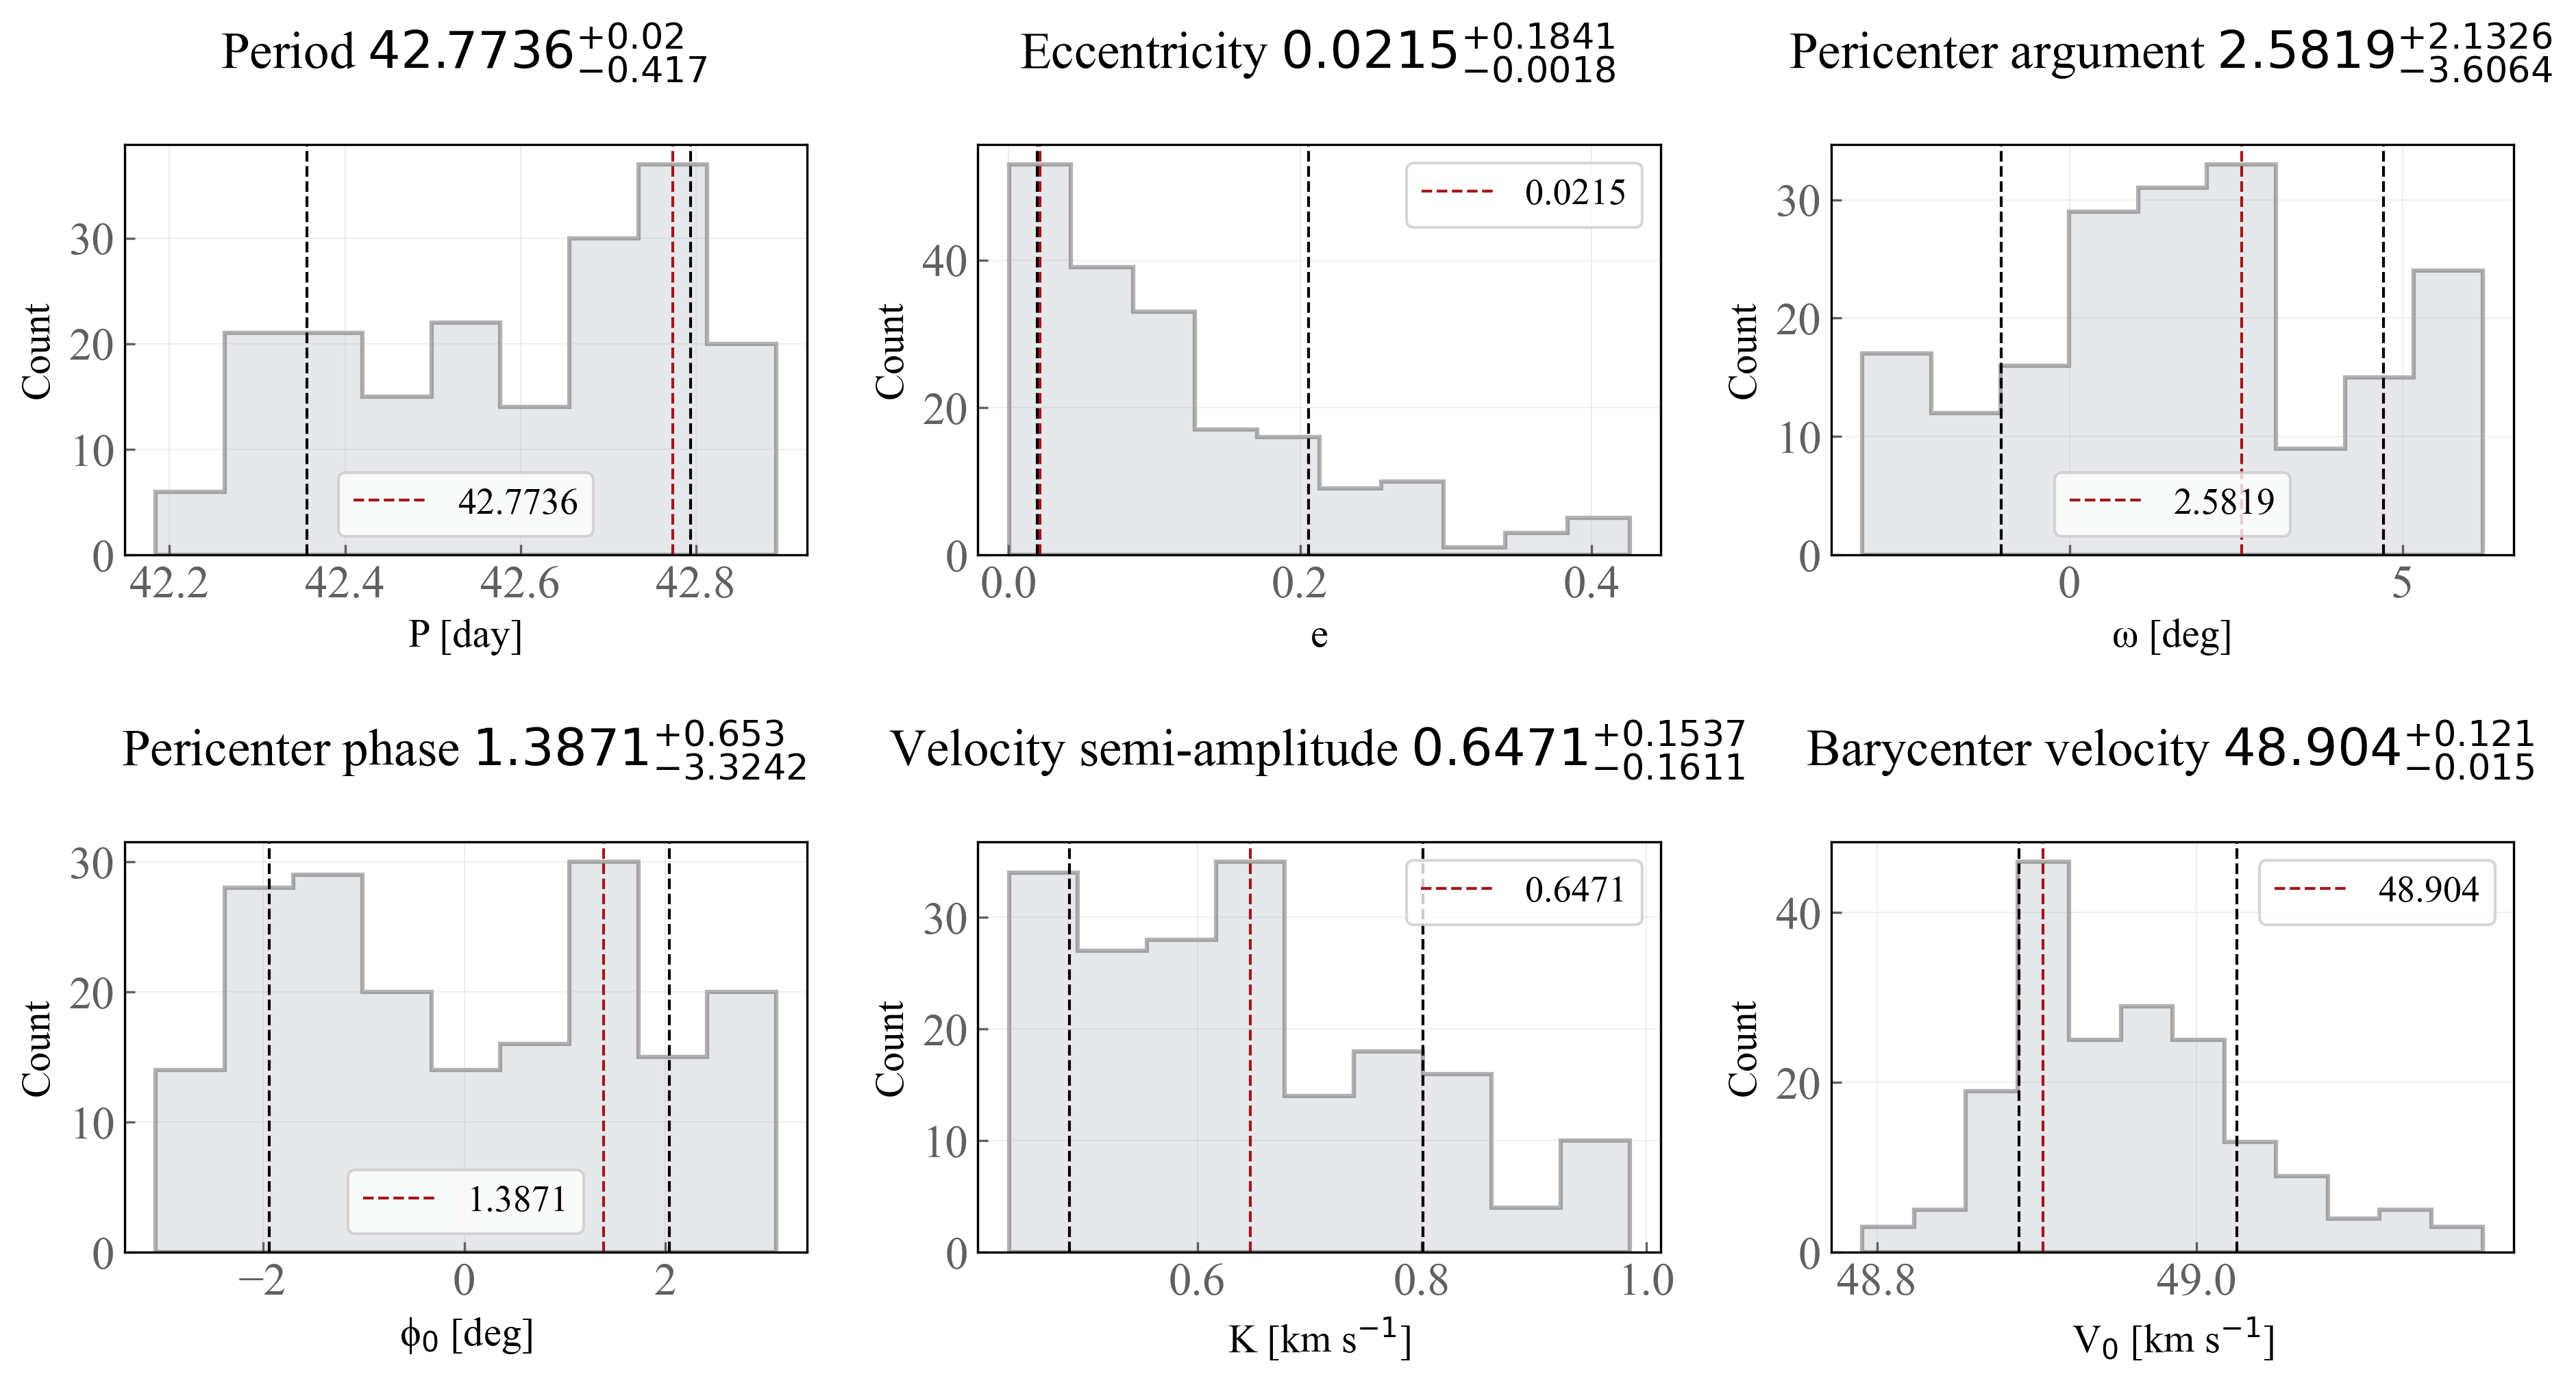 Period 42.7736 +0.02 −0.417
Eccentricity 0.0215 +0.1841 −0.0018
Pericenter argument 2.5819 +2.1326 −3.6064
Count
0
10
20
30
42.7736
42.2 42.4 42.6 42.8
P [day]
Count
0
20
40
0.0215
0.0 0.2 0.4
e
Count
0
10
20
30
2.5819
0 5
ω [deg]
Pericenter phase 1.3871 +0.653 −3.3242
Velocity semi-amplitude 0.6471 +0.1537 −0.1611
Barycenter velocity 48.904 +0.121 −0.015
Count
0
10
20
30
1.3871
−2 0 2
ϕ0 [deg]
Count
0
10
20
30
0.6471
0.6 0.8 1.0
K [km s−1]
Count
0
20
40
48.904
48.8 49.0
V0 [km s−1]